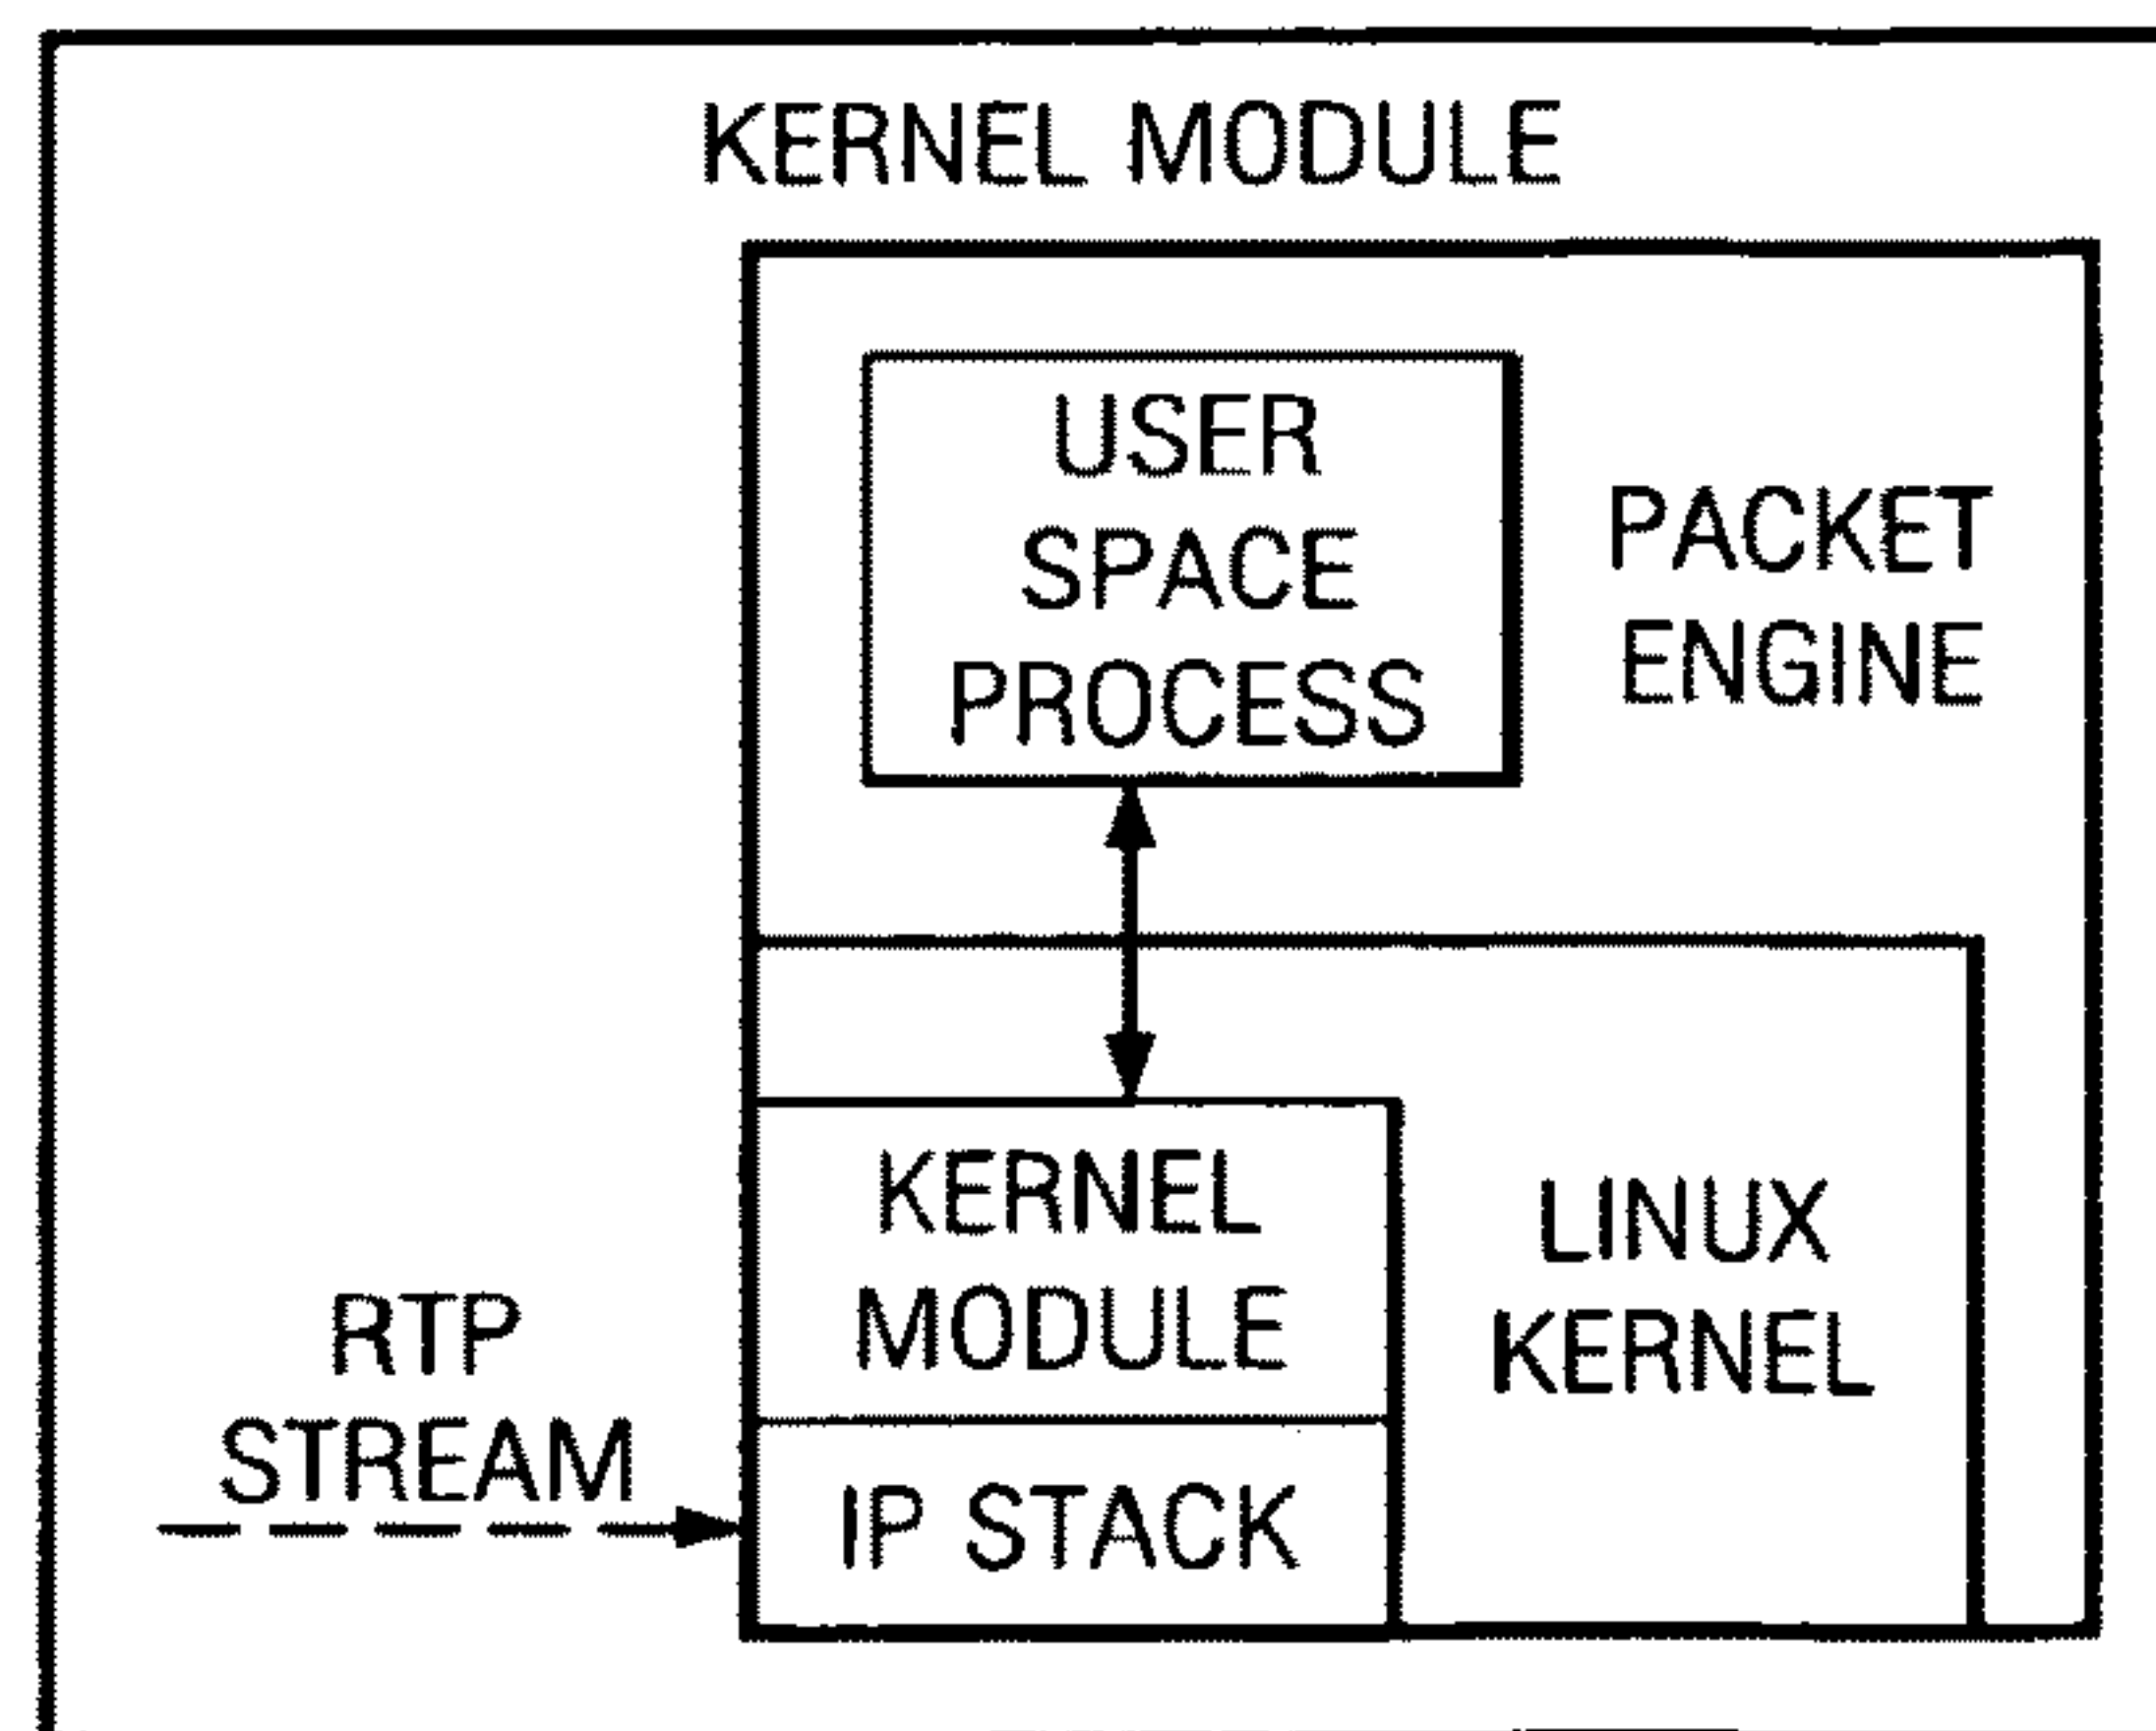 KERNEL MODULE
USER
SPACE
PROCESS
PACKET
ENGINE
KERNEL
MODULE
LINUX
KERNEL
RTP
STREAM
IP STACK